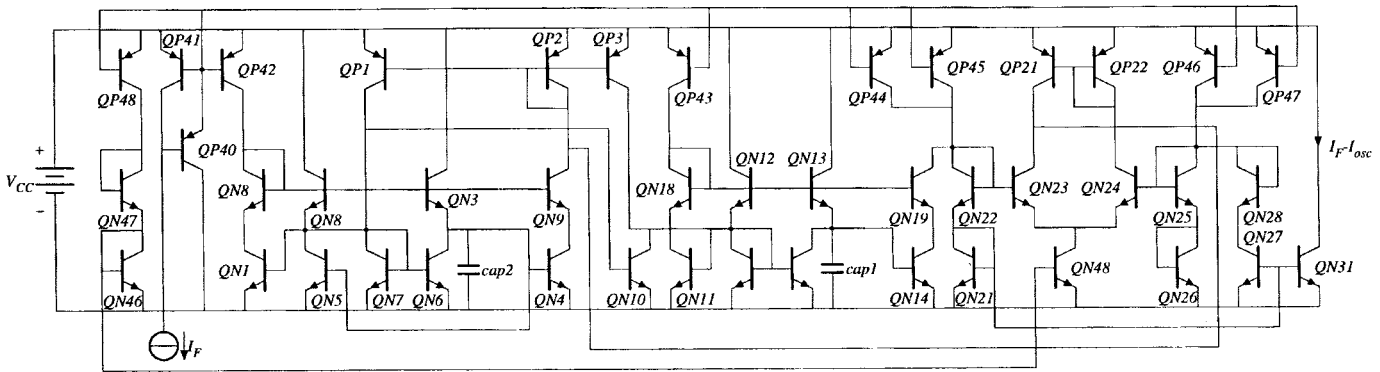 QP41
QP2
QP3
QP42
QP1
QP45
QP21
QP22
QP46
QP48
QP43
QP44
QP47
+
QP40
QN12
QN13
I_F-I_osc
V_CC
QN8
QN3
QN18
QN23
QN24
−
QN47
QN8
QN9
QN19
QN22
QN25
QN28
QN27
QN1
cap2
cap1
QN48
QN31
QN46
QN5
QN7
QN6
QN4
QN10
QN11
QN14
QN21
QN26
I_F